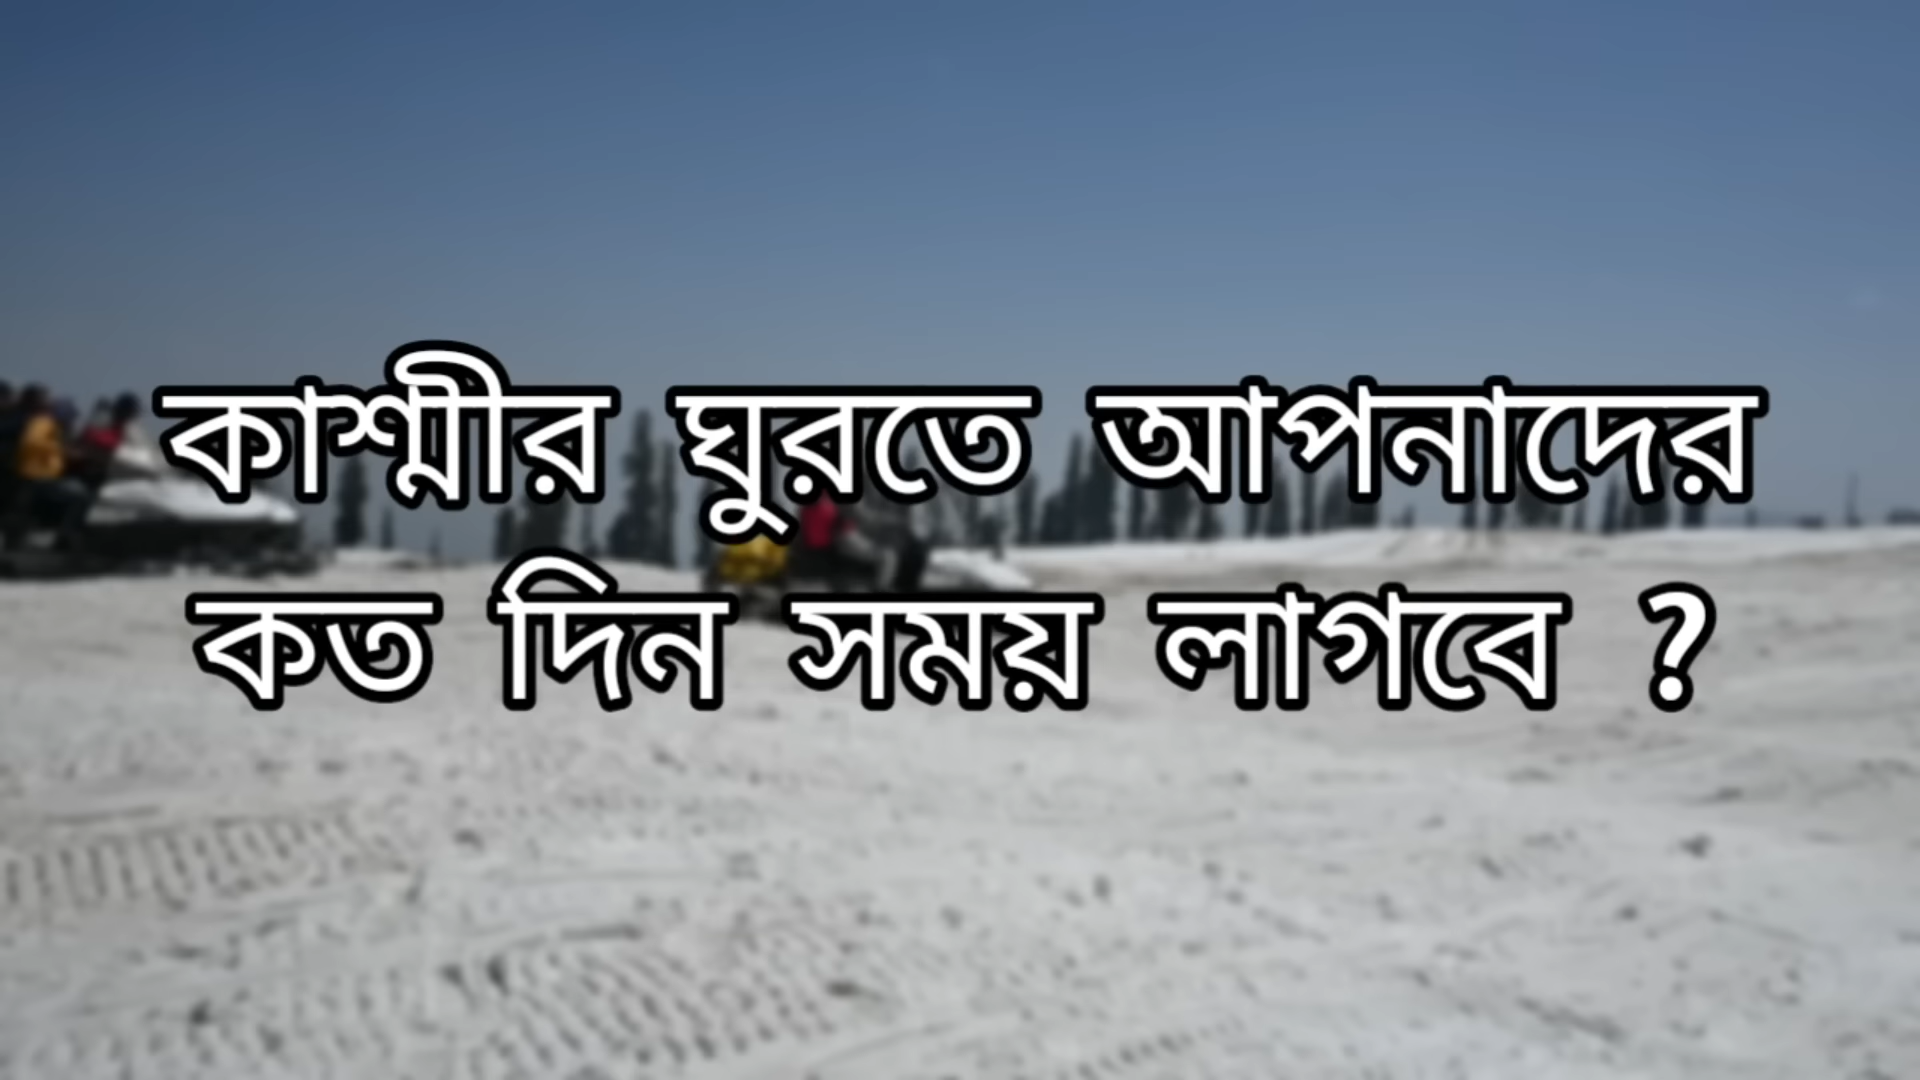 কাশ্মীর ঘুরতে আপনাদের
কত দিন সময় লাগবে ?